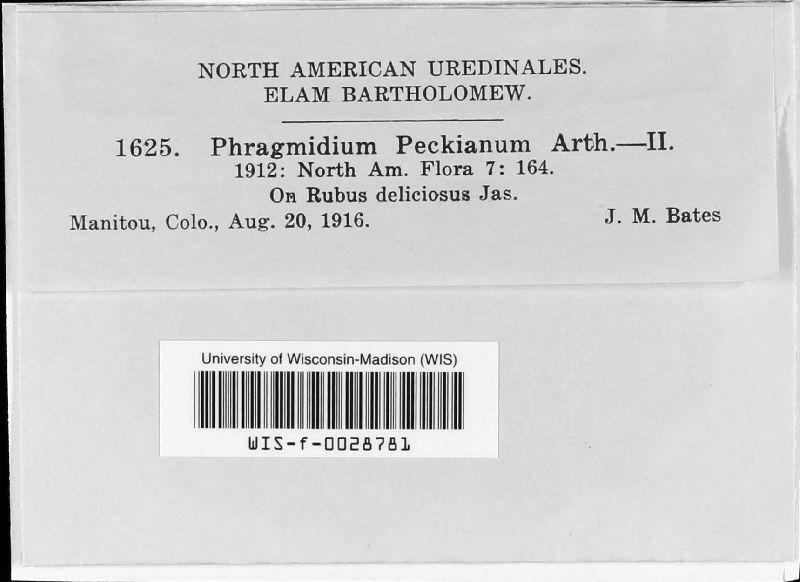 NORTH AMERICAN UREDINALES.
ELAM BARTHOLOMEW.
1625. Phragmidium Peckianum Arth.—II.
1912: North Am. Flora 7: 164.
On Rubus deliciosus Jas.
Manitou, Colo., Aug. 20, 1916. J. M. Bates
University of Wisconsin-Madison (WIS)
WIS-f-0028781